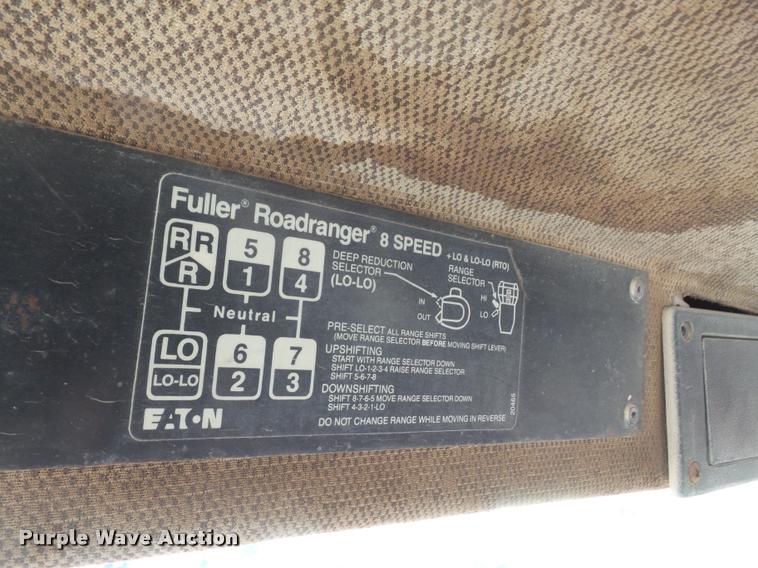 Fuller® Roadranger® 8 SPEED + LO & LO-LO (RTO)
R R 5 8
R 1 4
Neutral
LO 6 7
LO-LO 2 3
EATON
DEEP REDUCTION
SELECTOR
(LO-LO)
IN
OUT
RANGE
SELECTOR
HI
LO
PRE-SELECT ALL RANGE SHIFTS
(MOVE RANGE SELECTOR BEFORE MOVING SHIFT LEVER)
UPSHIFTING
START WITH RANGE SELECTOR DOWN
SHIFT LO-1-2-3-4 RAISE RANGE SELECTOR
SHIFT 5-6-7-8
DOWNSHIFTING
SHIFT 8-7-6-5 MOVE RANGE SELECTOR DOWN
SHIFT 4-3-2-1-LO
DO NOT CHANGE RANGE WHILE MOVING IN REVERSE
20465
Purple Wave Auction